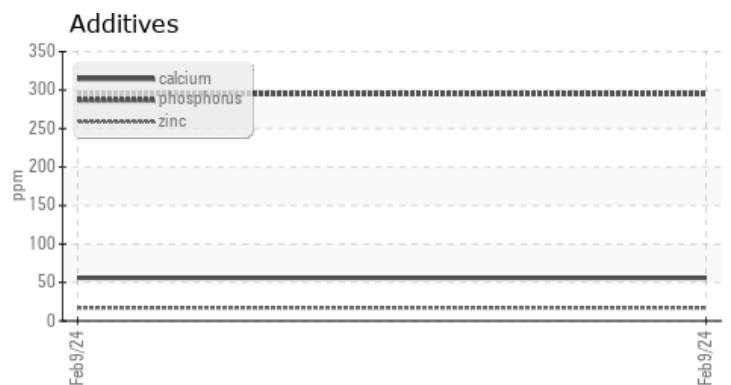 Additives
350
300
250
200
150
100
50
0
ppm
calcium
phosphorus
zinc
Feb9/24
Feb9/24